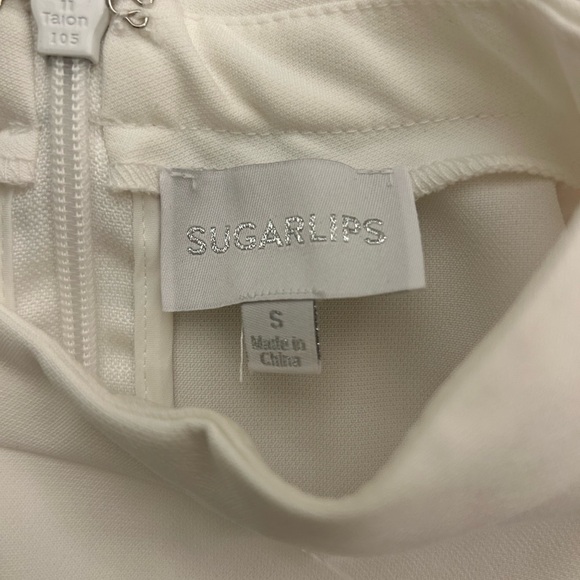 11
Talon
105
SUGARLIPS
S
Made in
China